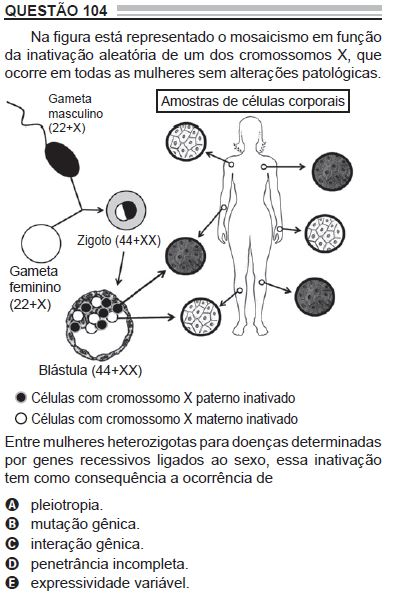 QUESTÃO 104
Na figura está representado o mosaicismo em função
da inativação aleatória de um dos cromossomos X, que
ocorre em todas as mulheres sem alterações patológicas.
Gameta
masculino
(22+X)
Amostras de células corporais
Zigoto (44+XX)
Gameta
feminino
(22+X)
Blástula (44+XX)
Células com cromossomo X paterno inativado
Células com cromossomo X materno inativado
Entre mulheres heterozigotas para doenças determinadas
por genes recessivos ligados ao sexo, essa inativação
tem como consequência a ocorrência de
A pleiotropia.
B mutação gênica.
C interação gênica.
D penetrância incompleta.
E expressividade variável.